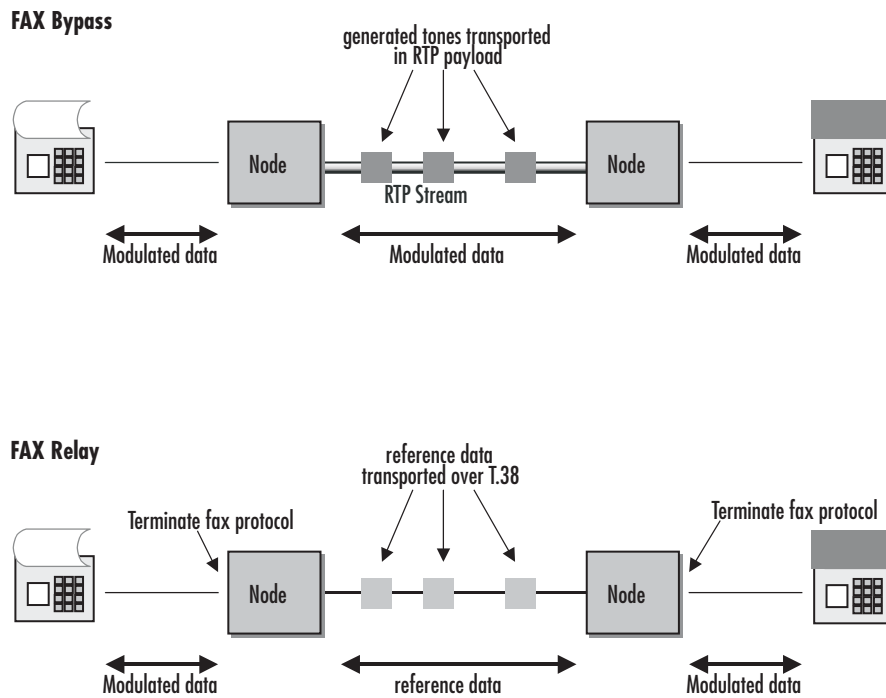 FAX Bypass
generated tones transported
in RTP payload
Node
Node
RTP Stream
Modulated data
Modulated data
Modulated data
FAX Relay
reference data
transported over T.38
Terminate fax protocol
Terminate fax protocol
Node
Node
Modulated data
reference data
Modulated data